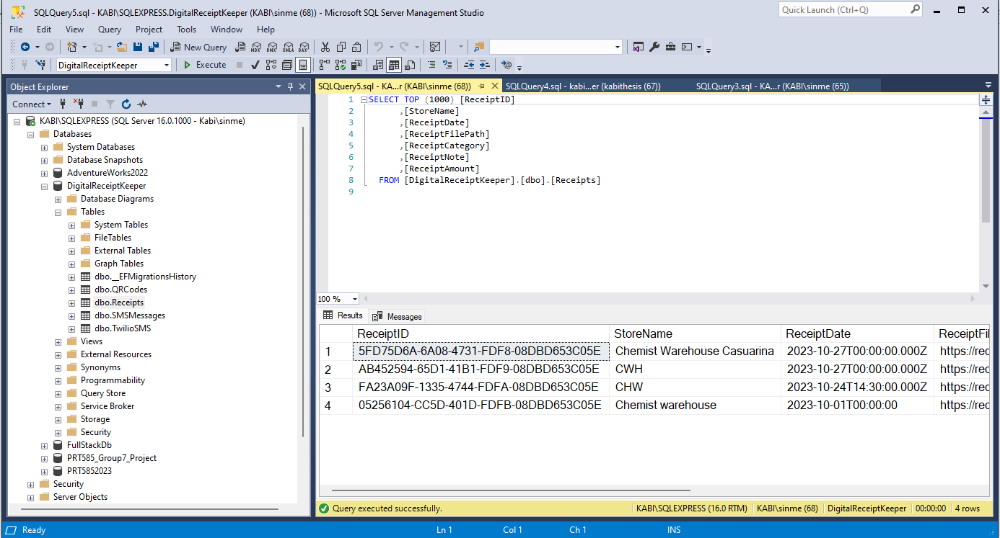 SQLQuery5.sql - KABI\SQLEXPRESS.DigitalReceiptKeeper (KABI\sinme (68)) - Microsoft SQL Server Management Studio
Quick Launch (Ctrl+Q)
File Edit View Query Project Tools Window Help
New Query MDX DMX XMLA DAX
DigitalReceiptKeeper Execute
Object Explorer
Connect
KABI\SQLEXPRESS (SQL Server 16.0.1000 - Kabi\sinme)
Databases
System Databases
Database Snapshots
AdventureWorks2022
DigitalReceiptKeeper
Database Diagrams
Tables
System Tables
FileTables
External Tables
Graph Tables
dbo.__EFMigrationsHistory
dbo.QRCodes
dbo.Receipts
dbo.SMSMessages
dbo.TwilioSMS
Views
External Resources
Synonyms
Programmability
Query Store
Service Broker
Storage
Security
FullStackDb
PRT585_Group7_Project
PRT5852023
Security
Server Objects
SQLQuery5.sql - KA...r (KABI\sinme (68)) SQLQuery4.sql - kabi...er (kabithesis (67)) SQLQuery3.sql - KA...r (KABI\sinme (65))
1 SELECT TOP (1000) [ReceiptID]
2 ,[StoreName]
3 ,[ReceiptDate]
4 ,[ReceiptFilePath]
5 ,[ReceiptCategory]
6 ,[ReceiptNote]
7 ,[ReceiptAmount]
8 FROM [DigitalReceiptKeeper].[dbo].[Receipts]
9
100 %
Results Messages
ReceiptID StoreName ReceiptDate ReceiptFil
1 5FD75D6A-6A08-4731-FDF8-08DBD653C05E Chemist Warehouse Casuarina 2023-10-27T00:00:00.000Z https://rec
2 AB452594-65D1-41B1-FDF9-08DBD653C05E CWH 2023-10-27T00:00:00.000Z https://rec
3 FA23A09F-1335-4744-FDFA-08DBD653C05E CHW 2023-10-24T14:30:00.000Z https://rec
4 05256104-CC5D-401D-FDFB-08DBD653C05E Chemist warehouse 2023-10-01T00:00:00 https://rec
Query executed successfully. KABI\SQLEXPRESS (16.0 RTM) KABI\sinme (68) DigitalReceiptKeeper 00:00:00 4 rows
Ready Ln 1 Col 1 Ch 1 INS